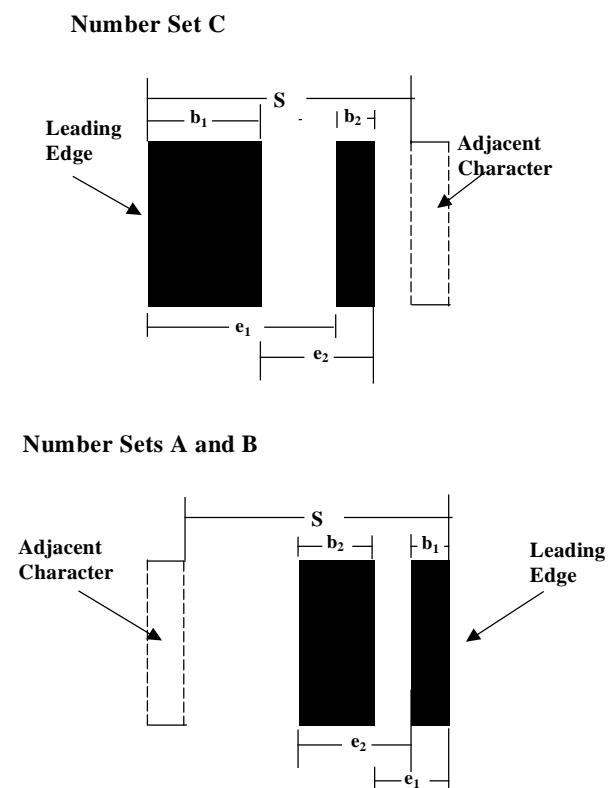 Number Set C
S
b₁
b₂
Leading
Edge
Adjacent
Character
e₁
e₂
Number Sets A and B
S
b₂
b₁
Adjacent
Character
Leading
Edge
e₂
e₁